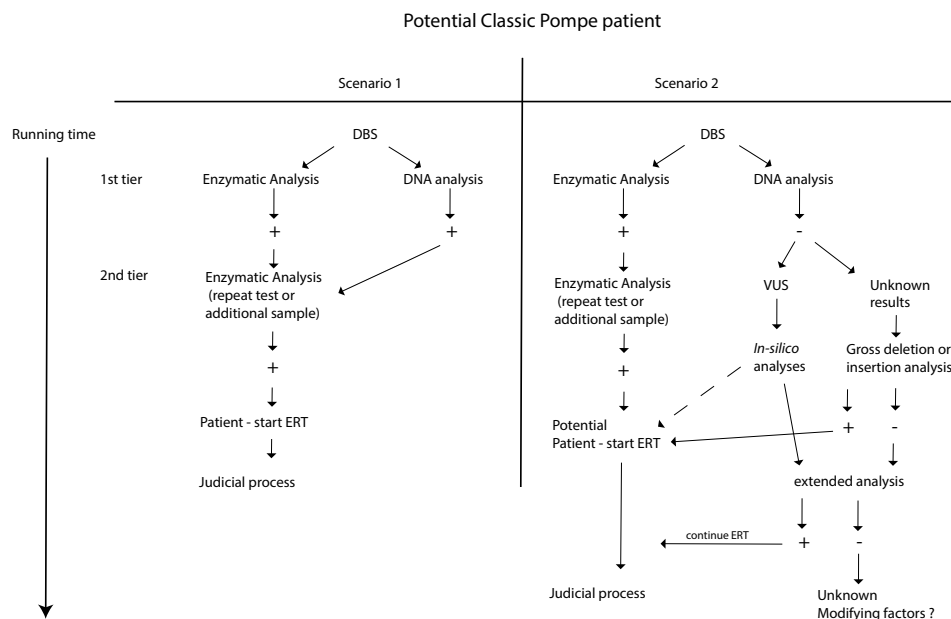 Potential Classic Pompe patient
Scenario 1
Scenario 2
Running time
DBS
DBS
1st tier
Enzymatic Analysis
DNA analysis
Enzymatic Analysis
DNA analysis
+
+
+
-
2nd tier
Enzymatic Analysis
(repeat test or
additional sample)
Enzymatic Analysis
(repeat test or
additional sample)
VUS
Unknown
results
+
+
In-silico
analyses
Gross deletion or
insertion analysis
Patient - start ERT
Potential
Patient - start ERT
+
-
Judicial process
extended analysis
continue ERT
+
-
Judicial process
Unknown
Modifying factors ?